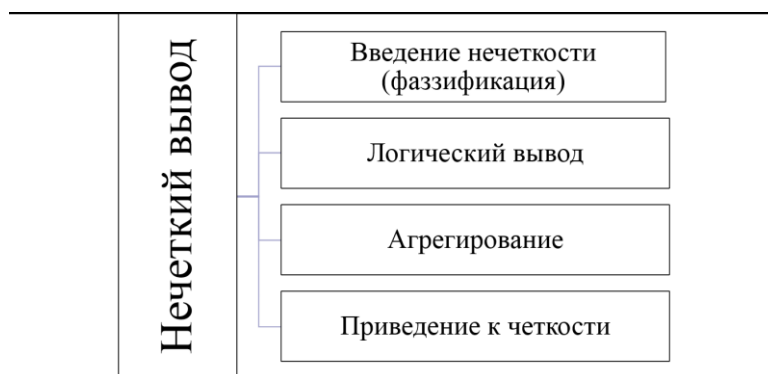 Нечеткий вывод
Введение нечеткости
(фаззификация)
Логический вывод
Агрегирование
Приведение к четкости